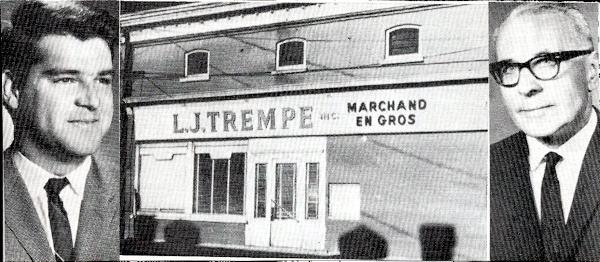 L.J. TREMPE INC.
MARCHAND
EN GROS